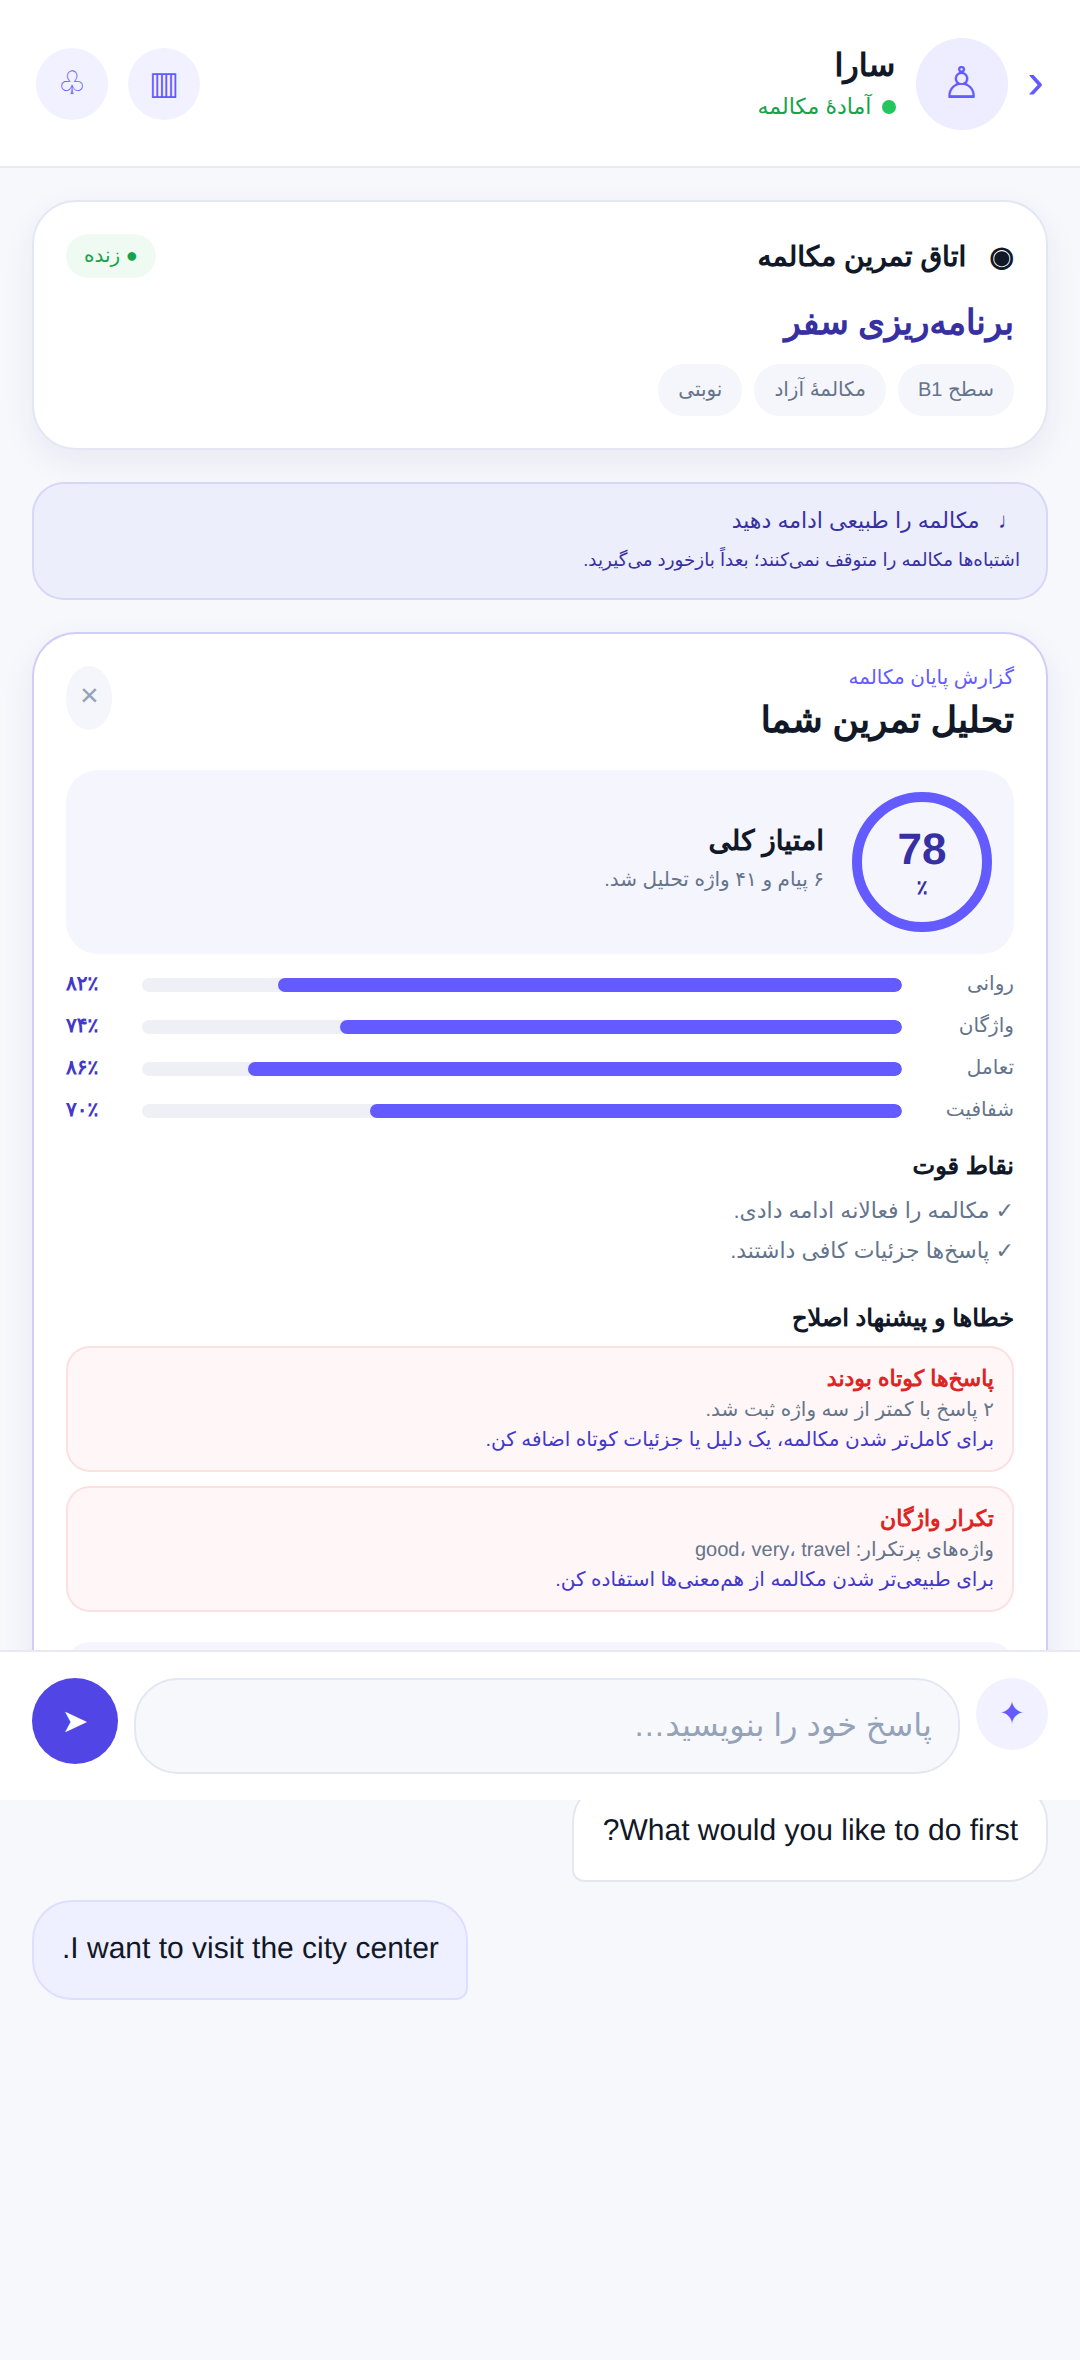 سارا
آمادهٔ مکالمه
اتاق تمرین مکالمه
● زنده
برنامه‌ریزی سفر
سطح B1
مکالمهٔ آزاد
نوبتی
مکالمه را طبیعی ادامه دهید
اشتباه‌ها مکالمه را متوقف نمی‌کنند؛ بعداً بازخورد می‌گیرید.
گزارش پایان مکالمه
تحلیل تمرین شما
×
78
٪
امتیاز کلی
۶ پیام و ۴۱ واژه تحلیل شد.
روانی ۸۲٪
واژگان ۷۴٪
تعامل ۸۶٪
شفافیت ۷۰٪
نقاط قوت
✓ مکالمه را فعالانه ادامه دادی.
✓ پاسخ‌ها جزئیات کافی داشتند.
خطاها و پیشنهاد اصلاح
پاسخ‌ها کوتاه بودند
۲ پاسخ با کمتر از سه واژه ثبت شد.
برای کامل‌تر شدن مکالمه، یک دلیل یا جزئیات کوتاه اضافه کن.
تکرار واژگان
واژه‌های پرتکرار: good، very، travel
برای طبیعی‌تر شدن مکالمه از هم‌معنی‌ها استفاده کن.
پاسخ خود را بنویسید…
What would you like to do first?
I want to visit the city center.